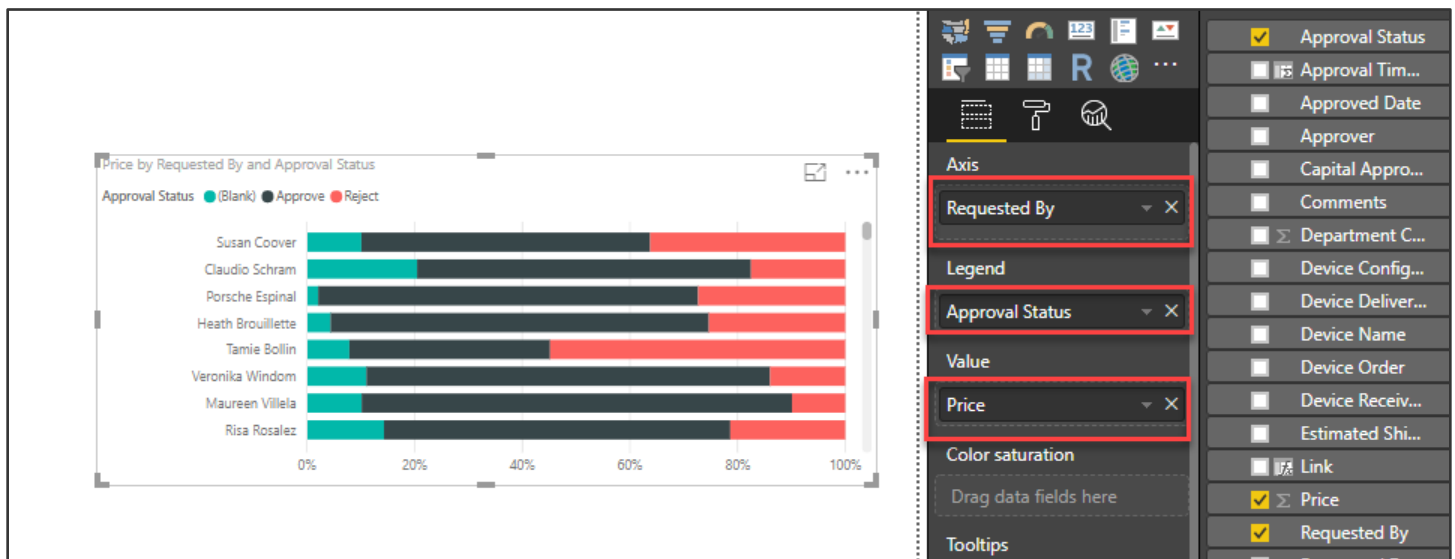 Price by Requested By and Approval Status
Approval Status (Blank) Approve Reject
Susan Coover
Claudio Schram
Porsche Espinal
Heath Brouillette
Tamie Bollin
Veronika Windom
Maureen Villela
Risa Rosalez
0% 20% 40% 60% 80% 100%
123
R
Axis
Requested By
Legend
Approval Status
Value
Price
Color saturation
Drag data fields here
Tooltips
Approval Status
Approval Tim...
Approved Date
Approver
Capital Appro...
Comments
Department C...
Device Config...
Device Deliver...
Device Name
Device Order
Device Receiv...
Estimated Shi...
Link
Price
Requested By